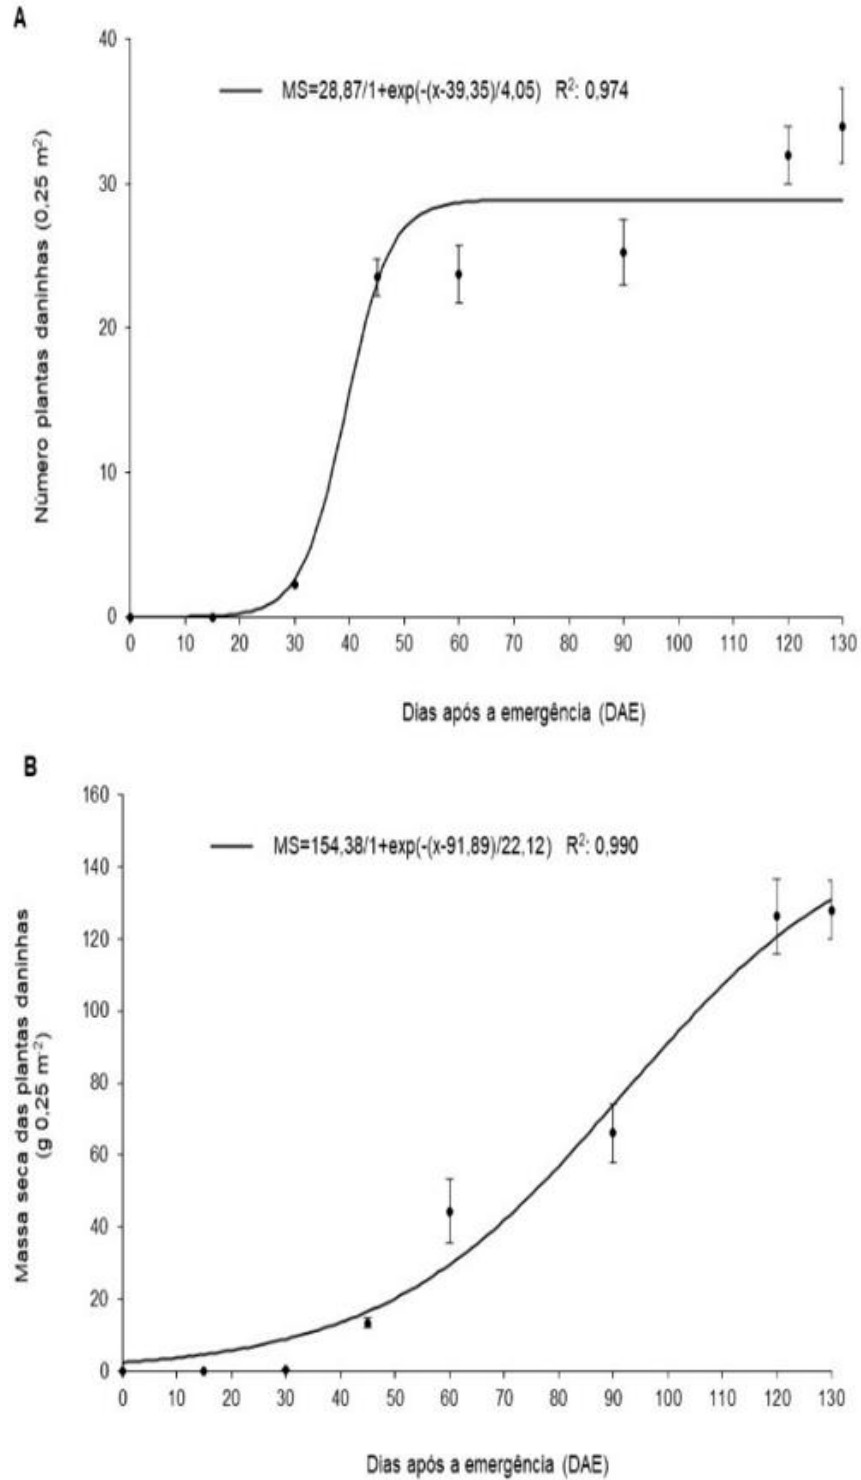 A
40
MS=28,87/1+exp(-(x-39,35)/4,05) R²: 0,974
30
20
10
0
Número plantas daninhas (0,25 m²)
0 10 20 30 40 50 60 70 80 90 100 110 120 130
Dias após a emergência (DAE)
B
160
MS=154,38/1+exp(-(x-91,89)/22,12) R²: 0,990
140
120
100
80
60
40
20
0
Massa seca das plantas daninhas
(g 0,25 m⁻²)
0 10 20 30 40 50 60 70 80 90 100 110 120 130
Dias após a emergência (DAE)